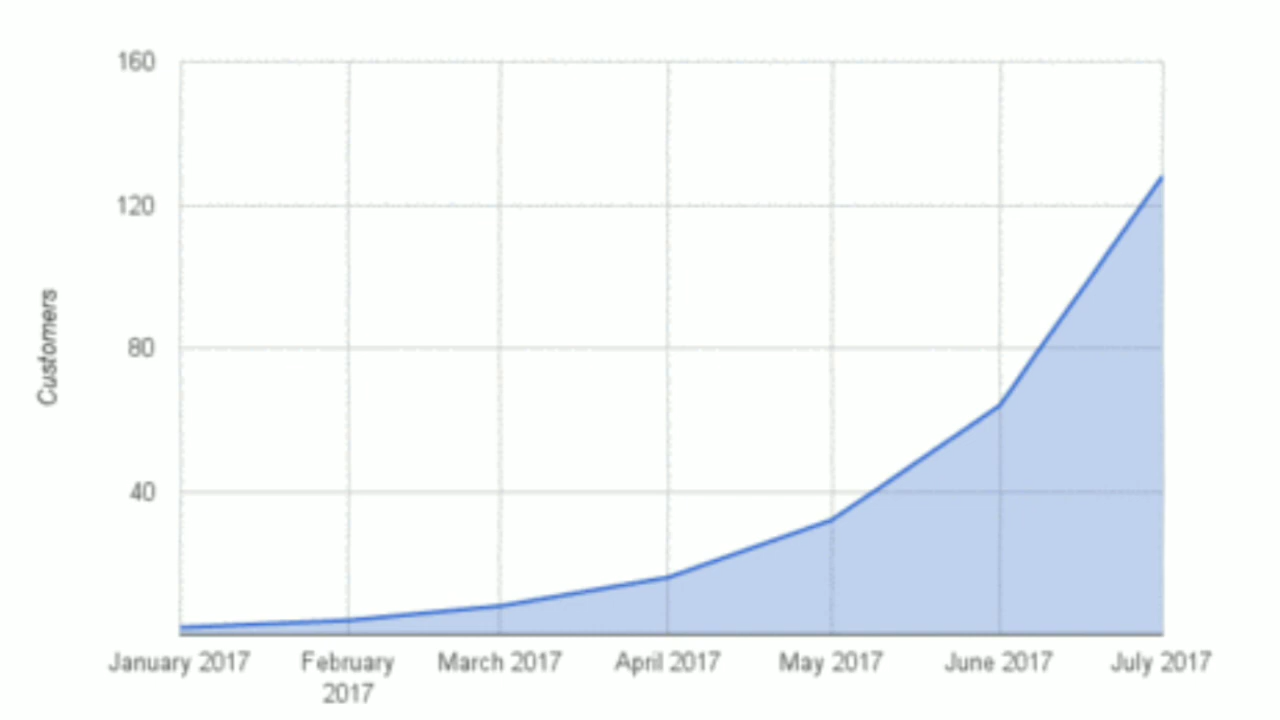 160
120
80
40
Customers
January 2017
February
2017
March 2017
April 2017
May 2017
June 2017
July 2017